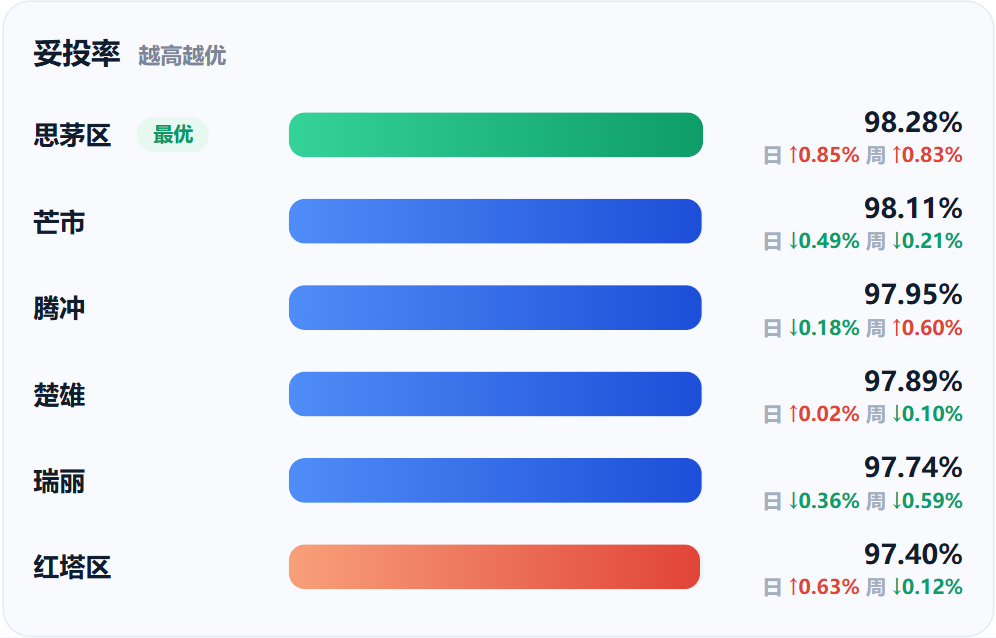 妥投率 越高越优
思茅区 最优 98.28%
日 ↑0.85% 周 ↑0.83%
芒市 98.11%
日 ↓0.49% 周 ↓0.21%
腾冲 97.95%
日 ↓0.18% 周 ↑0.60%
楚雄 97.89%
日 ↑0.02% 周 ↓0.10%
瑞丽 97.74%
日 ↓0.36% 周 ↓0.59%
红塔区 97.40%
日 ↑0.63% 周 ↓0.12%